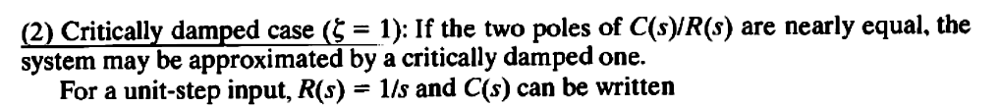 (2) Critically damped case (ζ = 1): If the two poles of C(s)/R(s) are nearly equal, the
system may be approximated by a critically damped one.
For a unit-step input, R(s) = 1/s and C(s) can be written